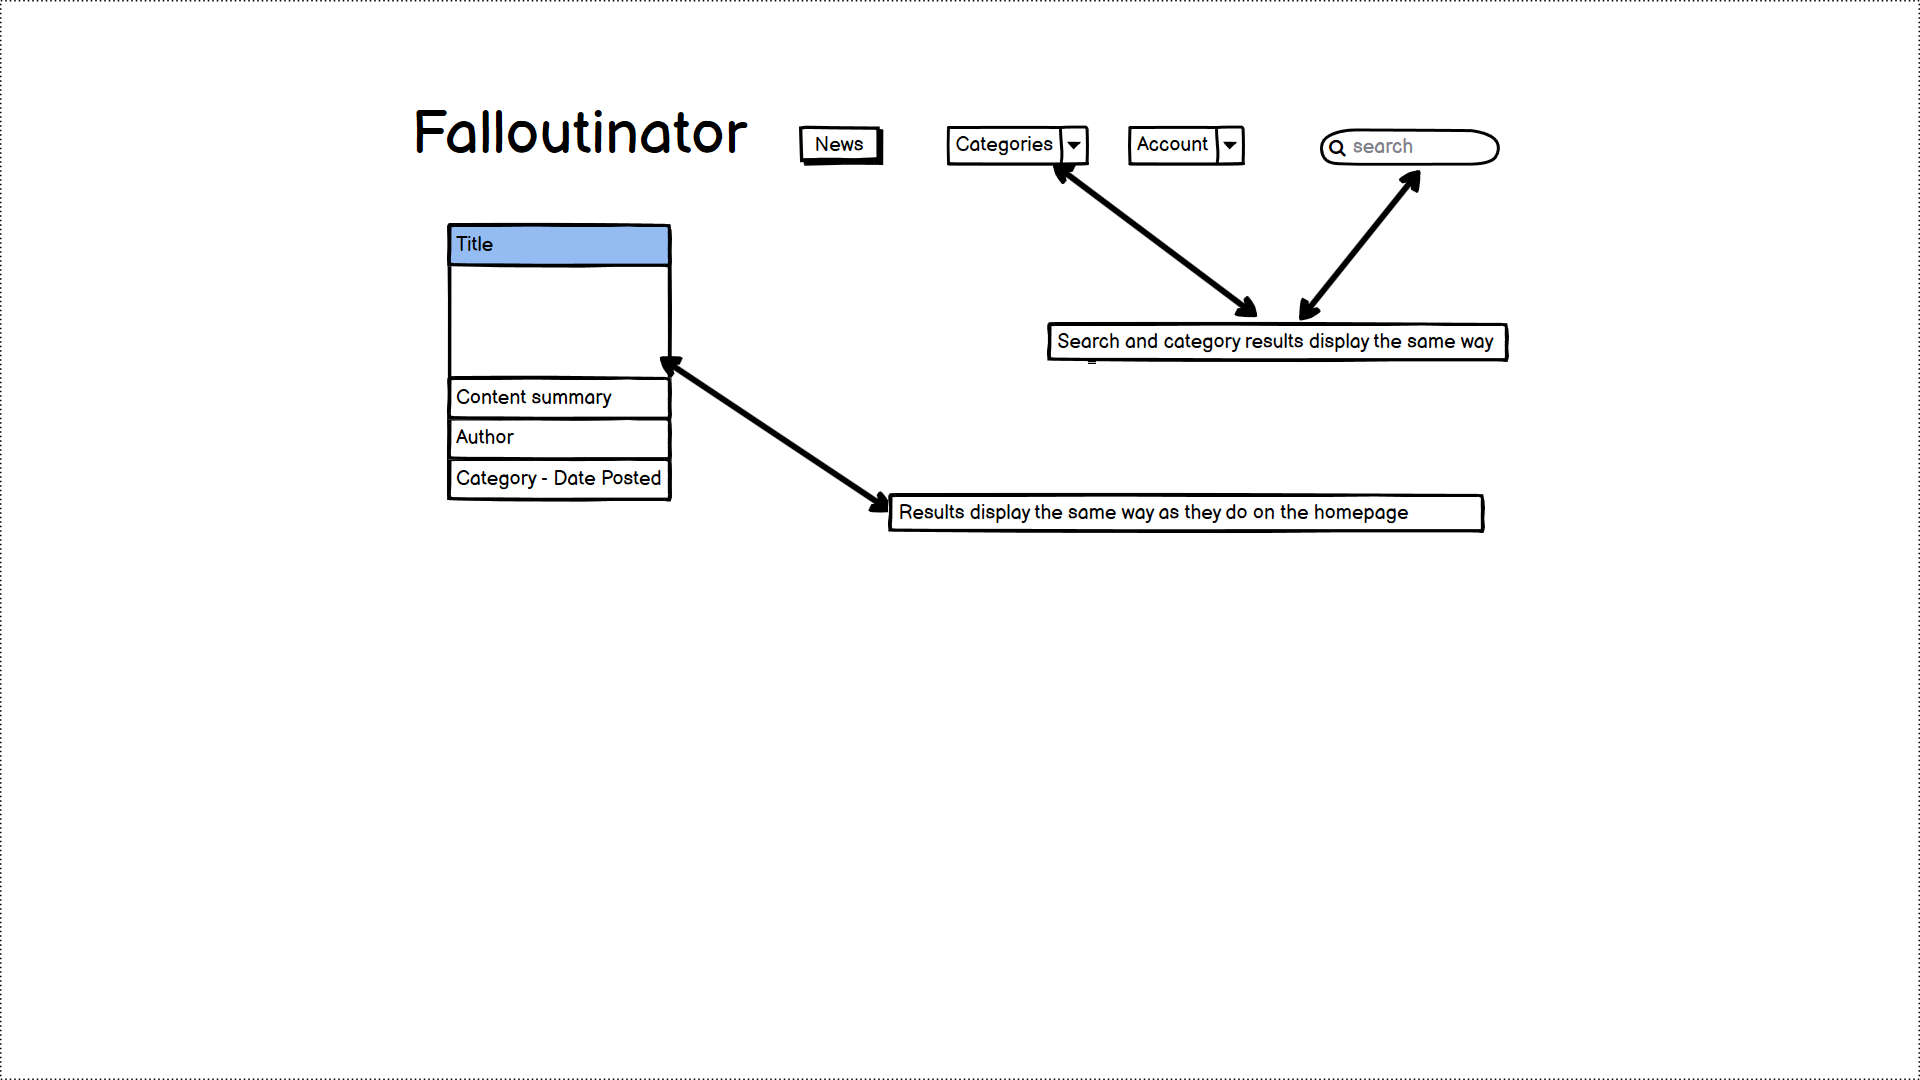 Falloutinator
News
Categories
Account
search
Title
Search and category results display the same way
Content summary
Author
Category - Date Posted
Results display the same way as they do on the homepage